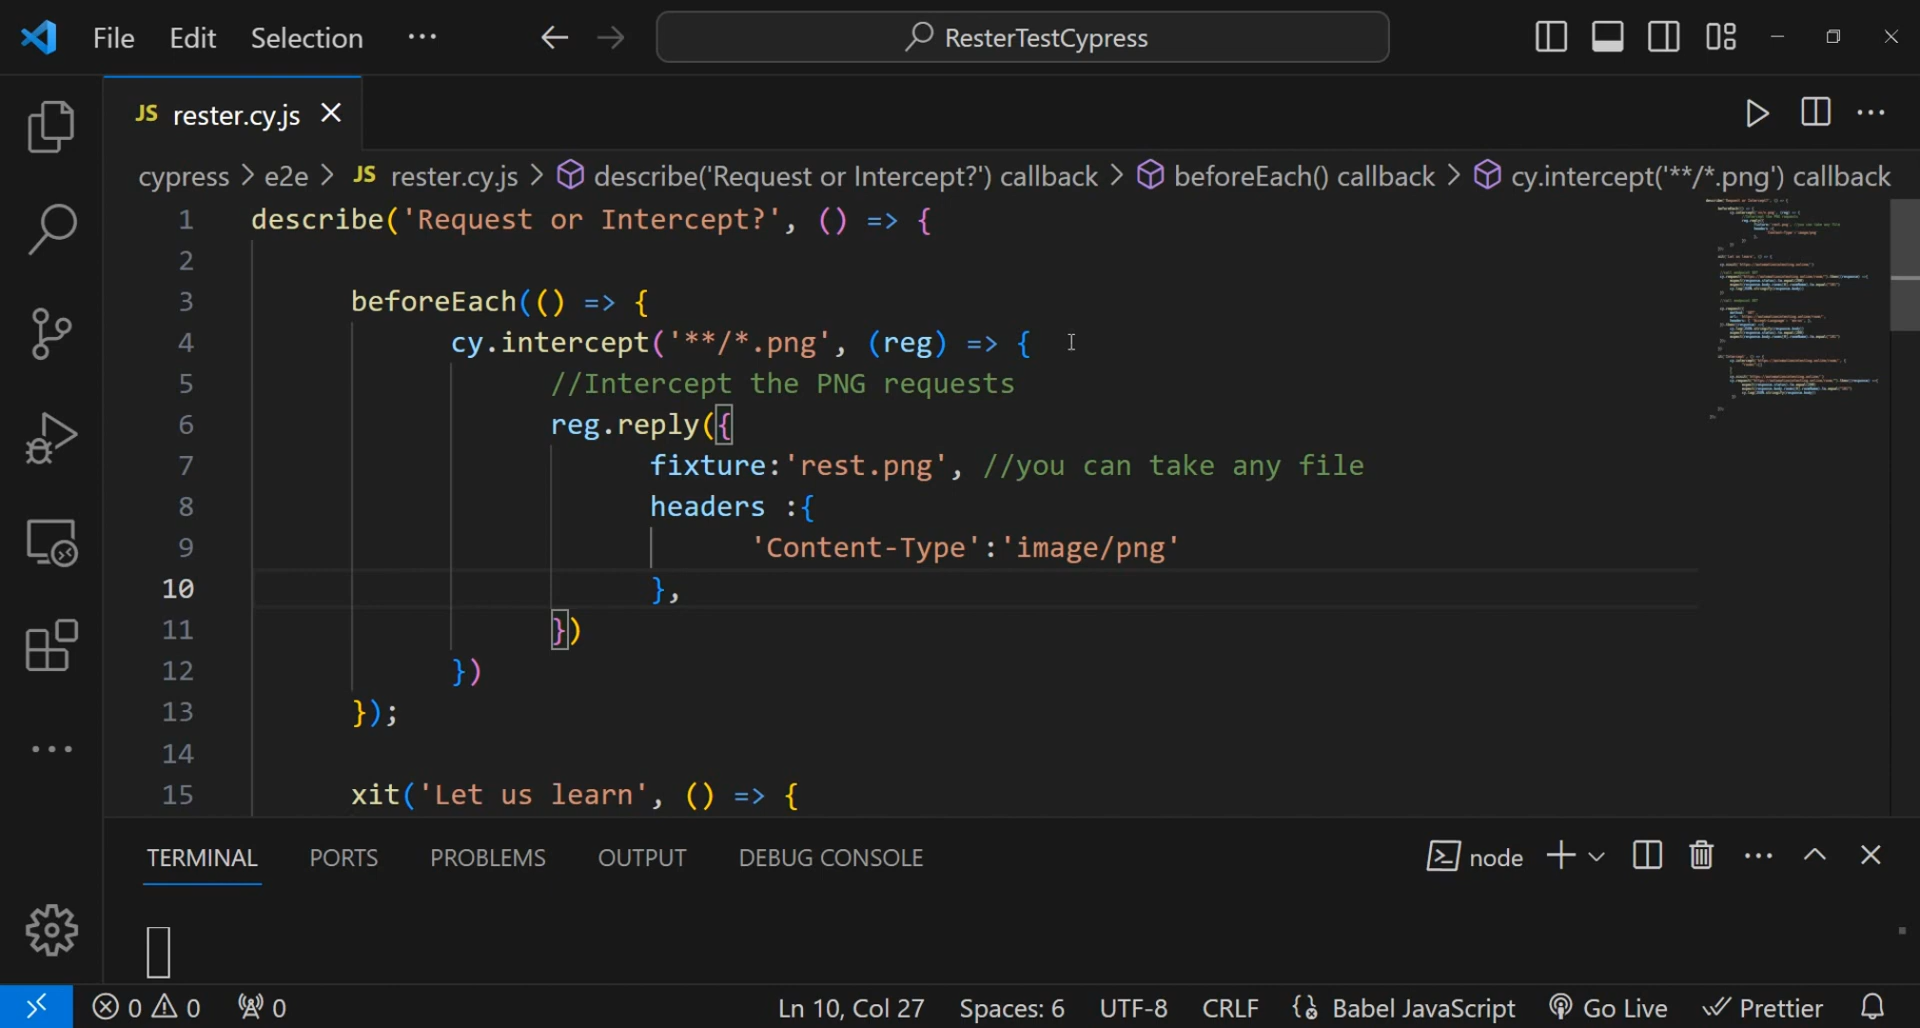 File Edit Selection ··· ResterTestCypress
JS rester.cy.js
cypress > e2e > JS rester.cy.js > describe('Request or Intercept?') callback > beforeEach() callback > cy.intercept('**/*.png') callback
1 describe('Request or Intercept?', () => {
2
3 beforeEach(() => {
4 cy.intercept('**/*.png', (reg) => {
5 //Intercept the PNG requests
6 reg.reply({
7 fixture:'rest.png', //you can take any file
8 headers :{
9 'Content-Type':'image/png'
10 },
11 })
12 })
13 });
14
15 xit('Let us learn', () => {
TERMINAL PORTS PROBLEMS OUTPUT DEBUG CONSOLE node
0 0 0 Ln 10, Col 27 Spaces: 6 UTF-8 CRLF Babel JavaScript Go Live Prettier